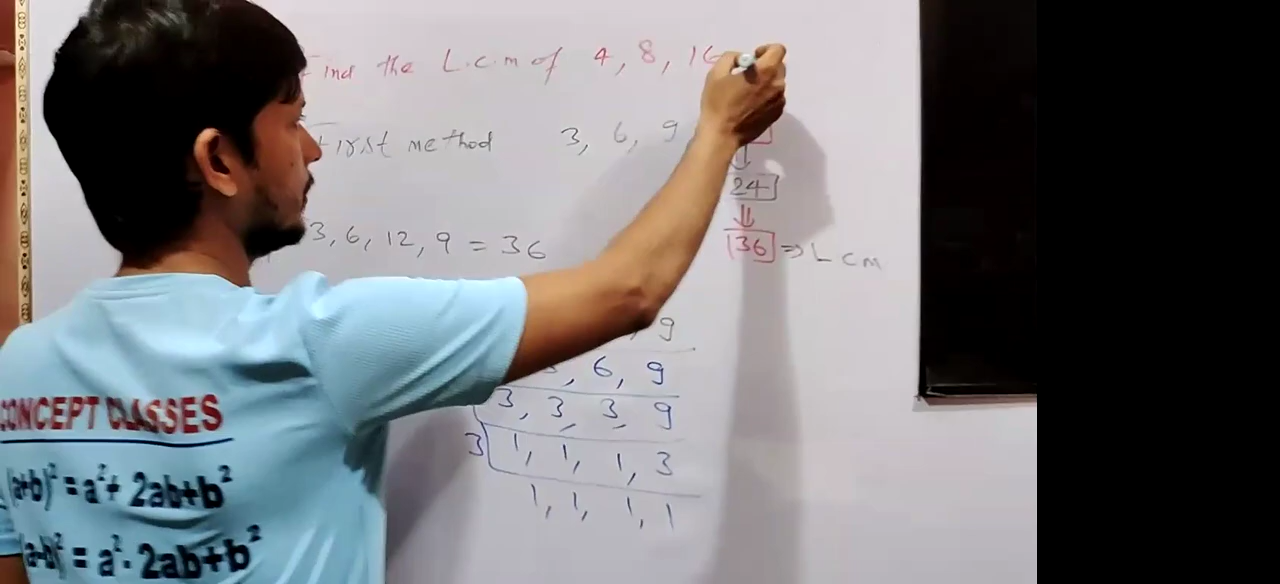 Find the L.c.m of 4, 8, 16
First method 3, 6, 9
24
3, 6, 12, 9 = 36
36 ⇒ L c m
, 9
, 6, 9
3, 3, 3, 9
3 1, 1, 1, 3
1, 1, 1, 1
CONCEPT CLASSES
(a+b)² = a²+ 2ab+b²
(a-b)² = a²- 2ab+b²